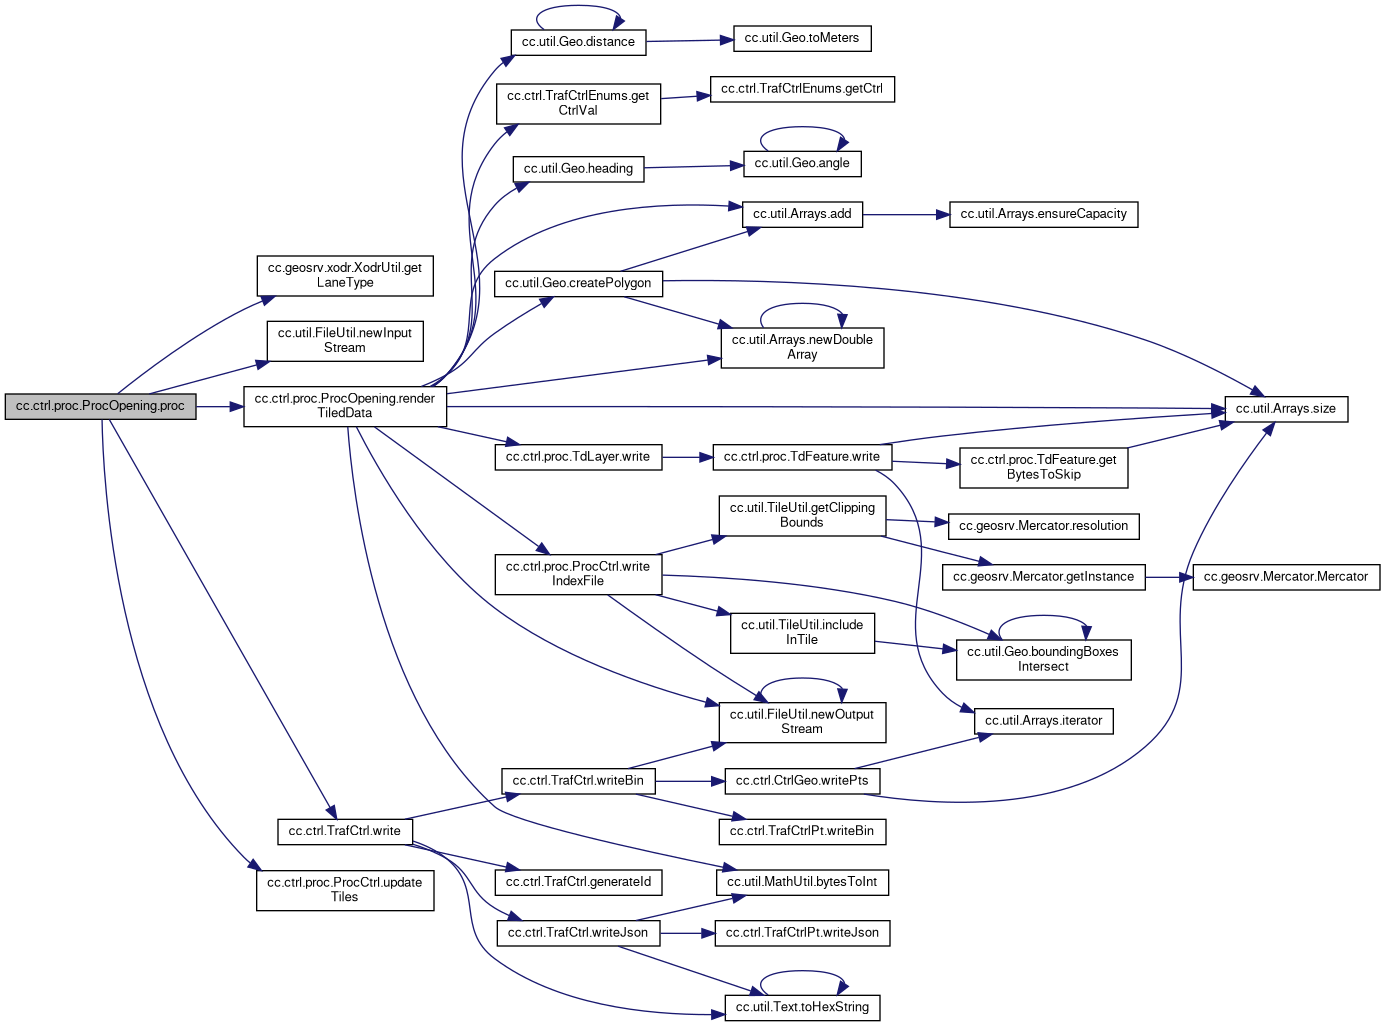 cc.util.Geo.distance
cc.util.Geo.toMeters
cc.ctrl.TrafCtrlEnums.get
CtrlVal
cc.ctrl.TrafCtrlEnums.getCtrl
cc.util.Geo.heading
cc.util.Geo.angle
cc.util.Arrays.add
cc.util.Arrays.ensureCapacity
cc.geosrv.xodr.XodrUtil.get
LaneType
cc.util.Geo.createPolygon
cc.util.FileUtil.newInput
Stream
cc.util.Arrays.newDouble
Array
cc.ctrl.proc.ProcOpening.proc
cc.ctrl.proc.ProcOpening.render
TiledData
cc.util.Arrays.size
cc.ctrl.proc.TdLayer.write
cc.ctrl.proc.TdFeature.write
cc.ctrl.proc.TdFeature.get
BytesToSkip
cc.util.TileUtil.getClipping
Bounds
cc.geosrv.Mercator.resolution
cc.ctrl.proc.ProcCtrl.write
IndexFile
cc.geosrv.Mercator.getInstance
cc.geosrv.Mercator.Mercator
cc.util.TileUtil.include
InTile
cc.util.Geo.boundingBoxes
Intersect
cc.util.FileUtil.newOutput
Stream
cc.util.Arrays.iterator
cc.ctrl.TrafCtrl.writeBin
cc.ctrl.CtrlGeo.writePts
cc.ctrl.TrafCtrl.write
cc.ctrl.TrafCtrlPt.writeBin
cc.ctrl.proc.ProcCtrl.update
Tiles
cc.ctrl.TrafCtrl.generateId
cc.util.MathUtil.bytesToInt
cc.ctrl.TrafCtrl.writeJson
cc.ctrl.TrafCtrlPt.writeJson
cc.util.Text.toHexString